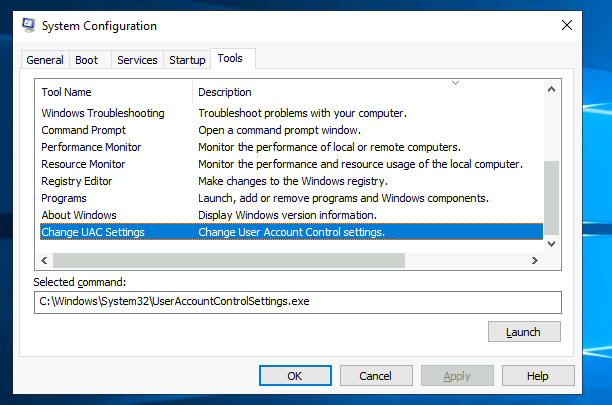 System Configuration
General Boot Services Startup Tools
Tool Name Description
Windows Troubleshooting Troubleshoot problems with your computer.
Command Prompt Open a command prompt window.
Performance Monitor Monitor the performance of local or remote computers.
Resource Monitor Monitor the performance and resource usage of the local computer.
Registry Editor Make changes to the Windows registry.
Programs Launch, add or remove programs and Windows components.
About Windows Display Windows version information.
Change UAC Settings Change User Account Control settings.
Selected command:
C:\Windows\System32\UserAccountControlSettings.exe
Launch
OK Cancel Apply Help